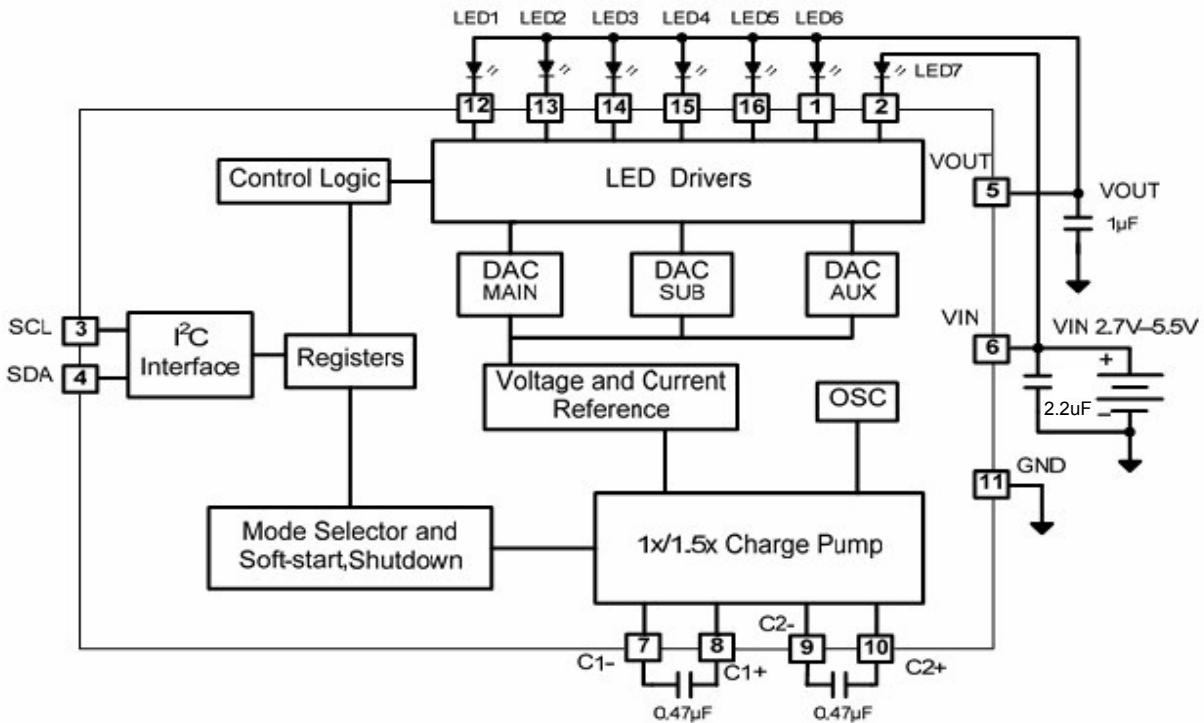 LED1 LED2 LED3 LED4 LED5 LED6
LED7
12 13 14 15 16 1 2
Control Logic
LED Drivers
VOUT
5
VOUT
1µF
DAC
MAIN
DAC
SUB
DAC
AUX
SCL 3
SDA 4
I²C
Interface
Registers
Voltage and Current
Reference
OSC
VIN
6
VIN 2.7V–5.5V
+
2.2uF
–
GND
11
Mode Selector and
Soft-start,Shutdown
1x/1.5x Charge Pump
C1- 7 8 C1+
C2- 9 10 C2+
0.47µF 0.47µF